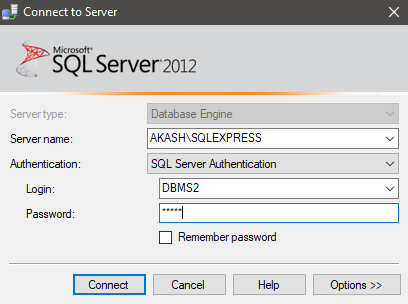 Connect to Server
Microsoft®
SQL Server® 2012
Server type: Database Engine
Server name: AKASH\SQLEXPRESS
Authentication: SQL Server Authentication
Login: DBMS2
Password: *****
Remember password
Connect Cancel Help Options >>